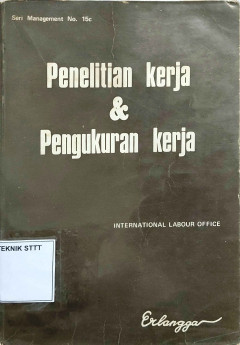 Seri Management No. 15c
Penelitian kerja
&
Pengukuran kerja
INTERNATIONAL LABOUR OFFICE
TEKNIK STTT
Erlangga